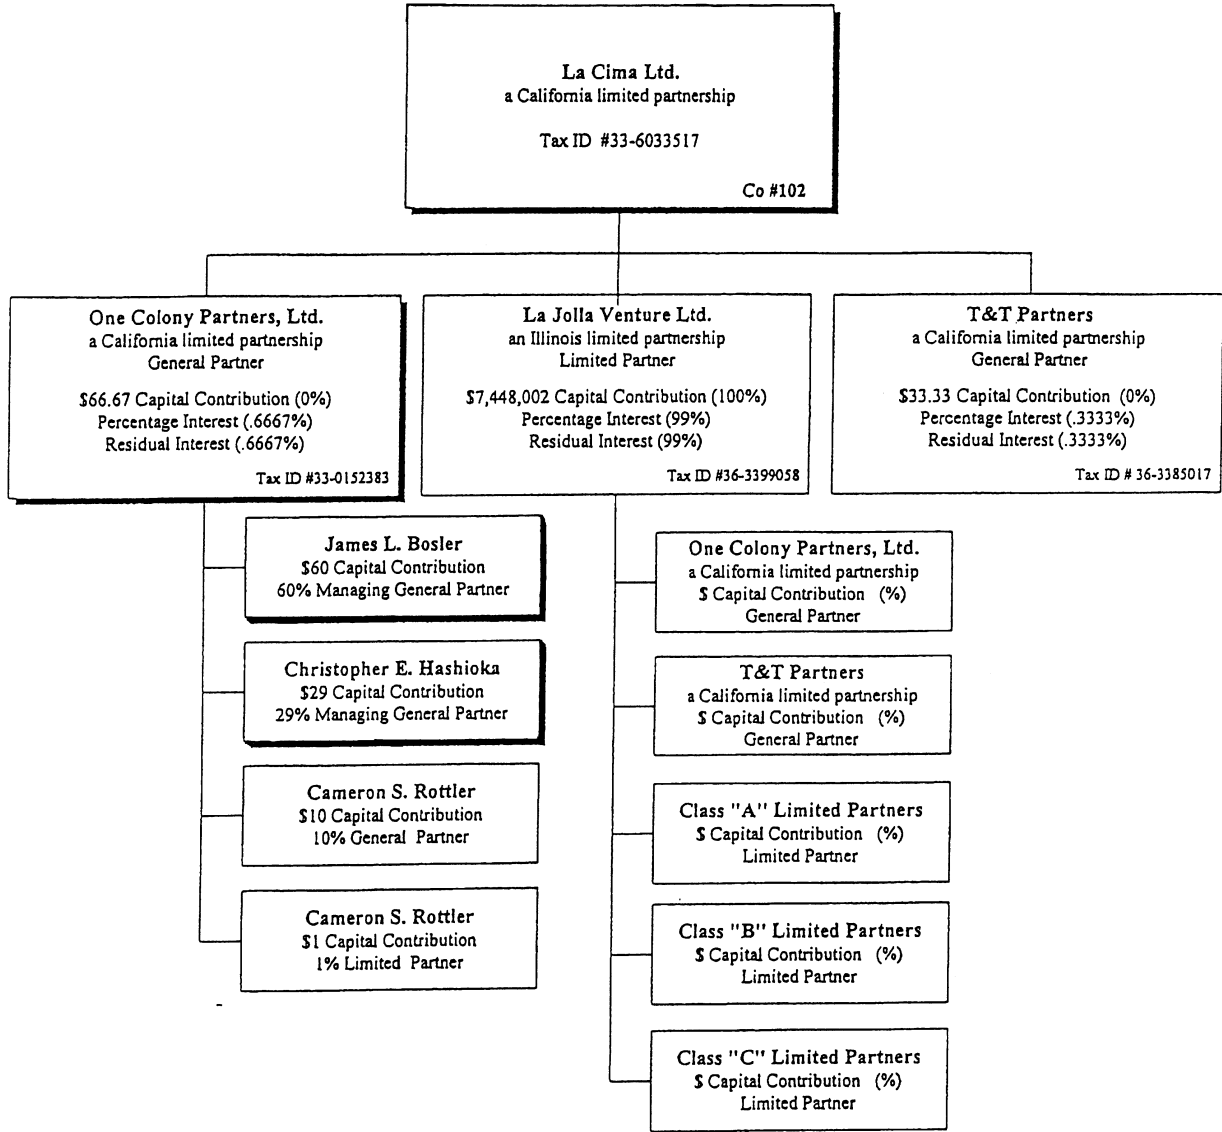 La Cima Ltd.
a California limited partnership
Tax ID #33-6033517
Co #102
One Colony Partners, Ltd.
a California limited partnership
General Partner
$66.67 Capital Contribution (0%)
Percentage Interest (.6667%)
Residual Interest (.6667%)
Tax ID #33-0152383
La Jolla Venture Ltd.
an Illinois limited partnership
Limited Partner
$7,448,002 Capital Contribution (100%)
Percentage Interest (99%)
Residual Interest (99%)
Tax ID #36-3399058
T&T Partners
a California limited partnership
General Partner
$33.33 Capital Contribution (0%)
Percentage Interest (.3333%)
Residual Interest (.3333%)
Tax ID # 36-3385017
James L. Bosler
$60 Capital Contribution
60% Managing General Partner
Christopher E. Hashioka
$29 Capital Contribution
29% Managing General Partner
Cameron S. Rottler
$10 Capital Contribution
10% General Partner
Cameron S. Rottler
$1 Capital Contribution
1% Limited Partner
One Colony Partners, Ltd.
a California limited partnership
$ Capital Contribution (%)
General Partner
T&T Partners
a California limited partnership
$ Capital Contribution (%)
General Partner
Class "A" Limited Partners
$ Capital Contribution (%)
Limited Partner
Class "B" Limited Partners
$ Capital Contribution (%)
Limited Partner
Class "C" Limited Partners
$ Capital Contribution (%)
Limited Partner